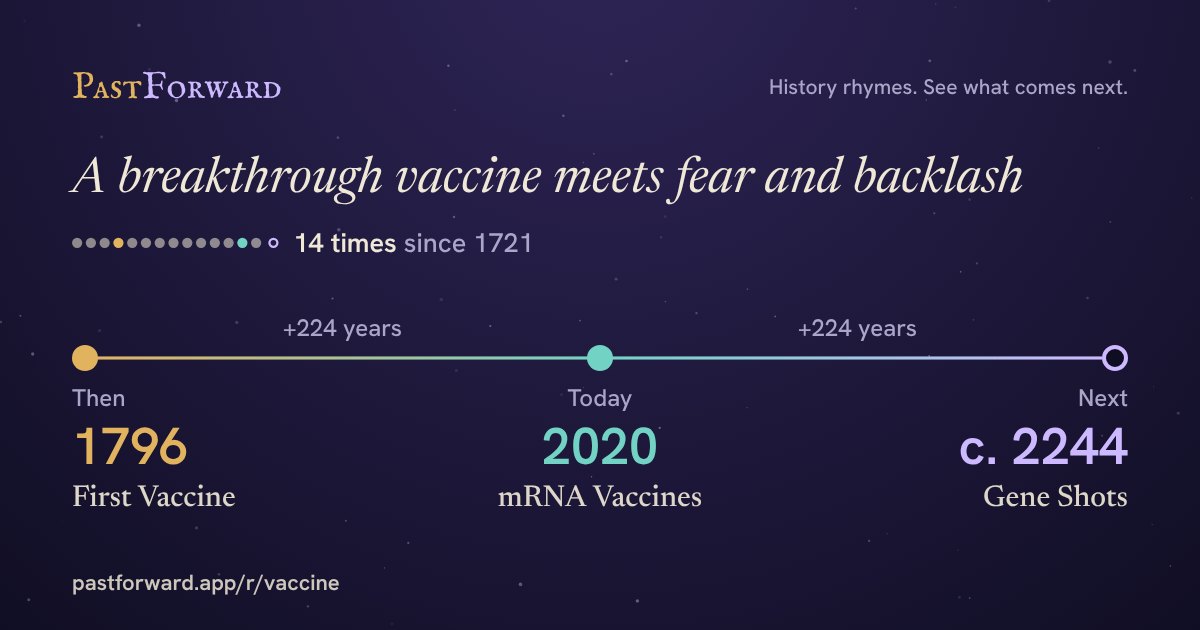 PastForward
History rhymes. See what comes next.
A breakthrough vaccine meets fear and backlash
14 times since 1721
+224 years
+224 years
Then
Today
Next
1796
2020
c. 2244
First Vaccine
mRNA Vaccines
Gene Shots
pastforward.app/r/vaccine